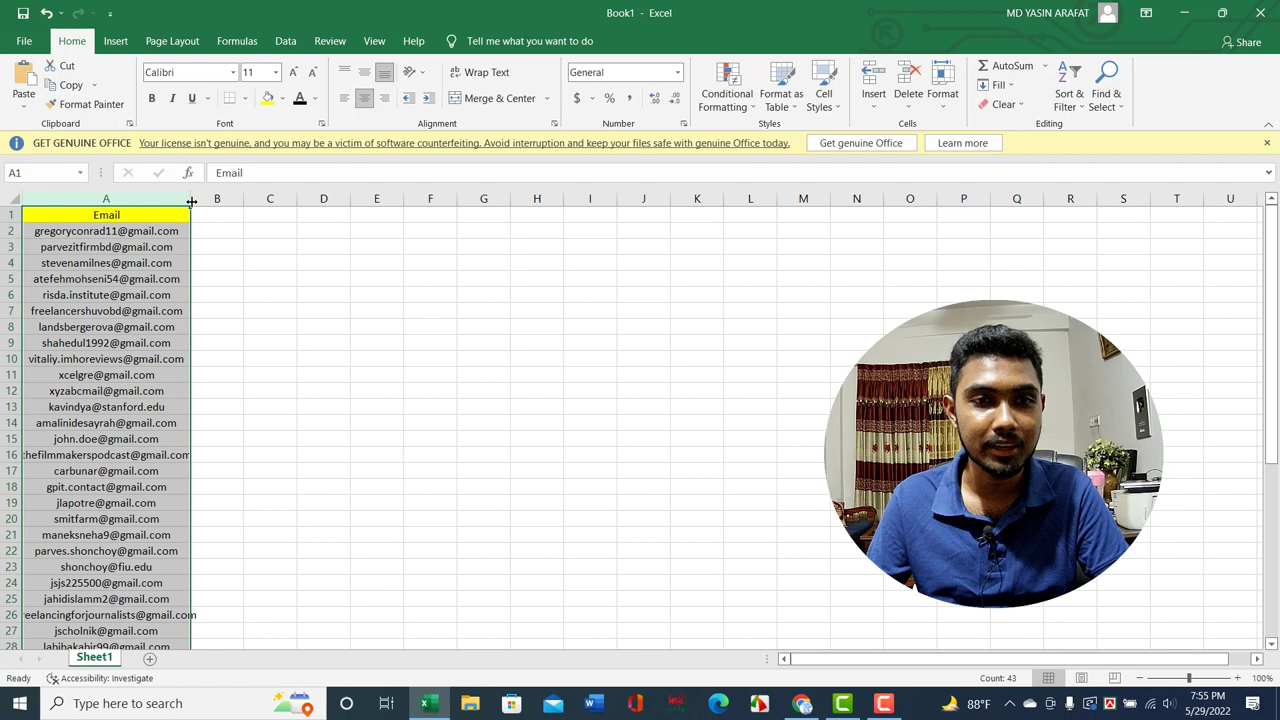 Book1 - Excel
MD YASIN ARAFAT
File Home Insert Page Layout Formulas Data Review View Help Tell me what you want to do
Share
Paste
Cut
Copy
Format Painter
Clipboard
Calibri 11
B I U
Font
Wrap Text
Merge & Center
Alignment
General
$ % ,
Number
Conditional Formatting
Format as Table
Cell Styles
Styles
Insert
Delete
Format
Cells
AutoSum
Fill
Clear
Sort & Filter
Find & Select
Editing
GET GENUINE OFFICE Your license isn't genuine, and you may be a victim of software counterfeiting. Avoid interruption and keep your files safe with genuine Office today. Get genuine Office Learn more
A1 fx Email
A B C D E F G H I J K L M N O P Q R S T U
1 Email
2 gregoryconrad11@gmail.com
3 parvezitfirmbd@gmail.com
4 stevenamilnes@gmail.com
5 atefehmohseni54@gmail.com
6 risda.institute@gmail.com
7 freelancershuvobd@gmail.com
8 landsbergerova@gmail.com
9 shahedul1992@gmail.com
10 vitaliy.imhoreviews@gmail.com
11 xcelgre@gmail.com
12 xyzabcmail@gmail.com
13 kavindya@stanford.edu
14 amalinidesayrah@gmail.com
15 john.doe@gmail.com
16 thefilmmakerspodcast@gmail.com
17 carbunar@gmail.com
18 gpit.contact@gmail.com
19 jlapotre@gmail.com
20 smitfarm@gmail.com
21 maneksneha9@gmail.com
22 parves.shonchoy@gmail.com
23 shonchoy@fiu.edu
24 jsjs225500@gmail.com
25 jahidislamm2@gmail.com
26 reelancingforjournalists@gmail.com
27 jscholnik@gmail.com
28 labibakabir99@gmail.com
Sheet1
Ready Accessibility: Investigate Count: 43 100%
Type here to search
88°F
7:55 PM
5/29/2022